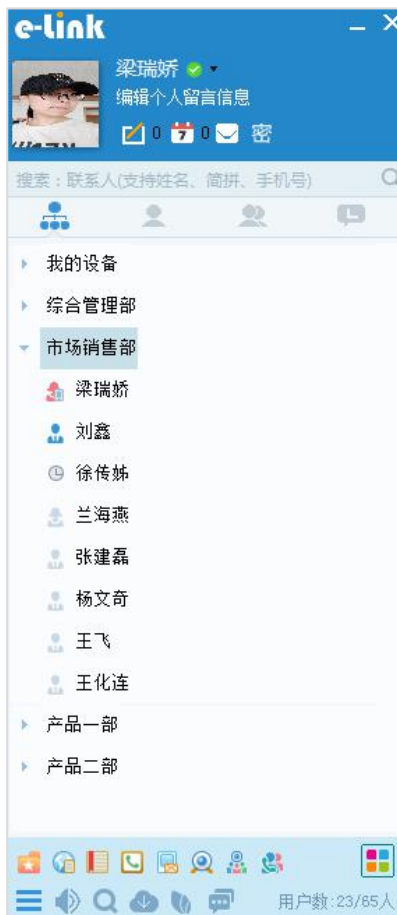 e-link
梁瑞娇
编辑个人留言信息
0 7 0 密
搜索：联系人(支持姓名、简拼、手机号)
我的设备
综合管理部
市场销售部
梁瑞娇
刘鑫
徐传姊
兰海燕
张建磊
杨文奇
王飞
王化连
产品一部
产品二部
用户数:23/65人